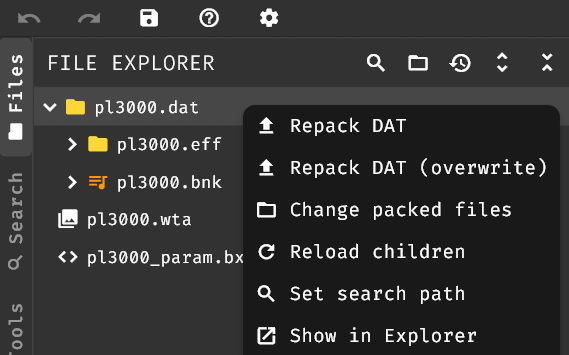 FILE EXPLORER
Files
Search
Tools
pl3000.dat
pl3000.eff
pl3000.bnk
pl3000.wta
pl3000_param.bx
Repack DAT
Repack DAT (overwrite)
Change packed files
Reload children
Set search path
Show in Explorer